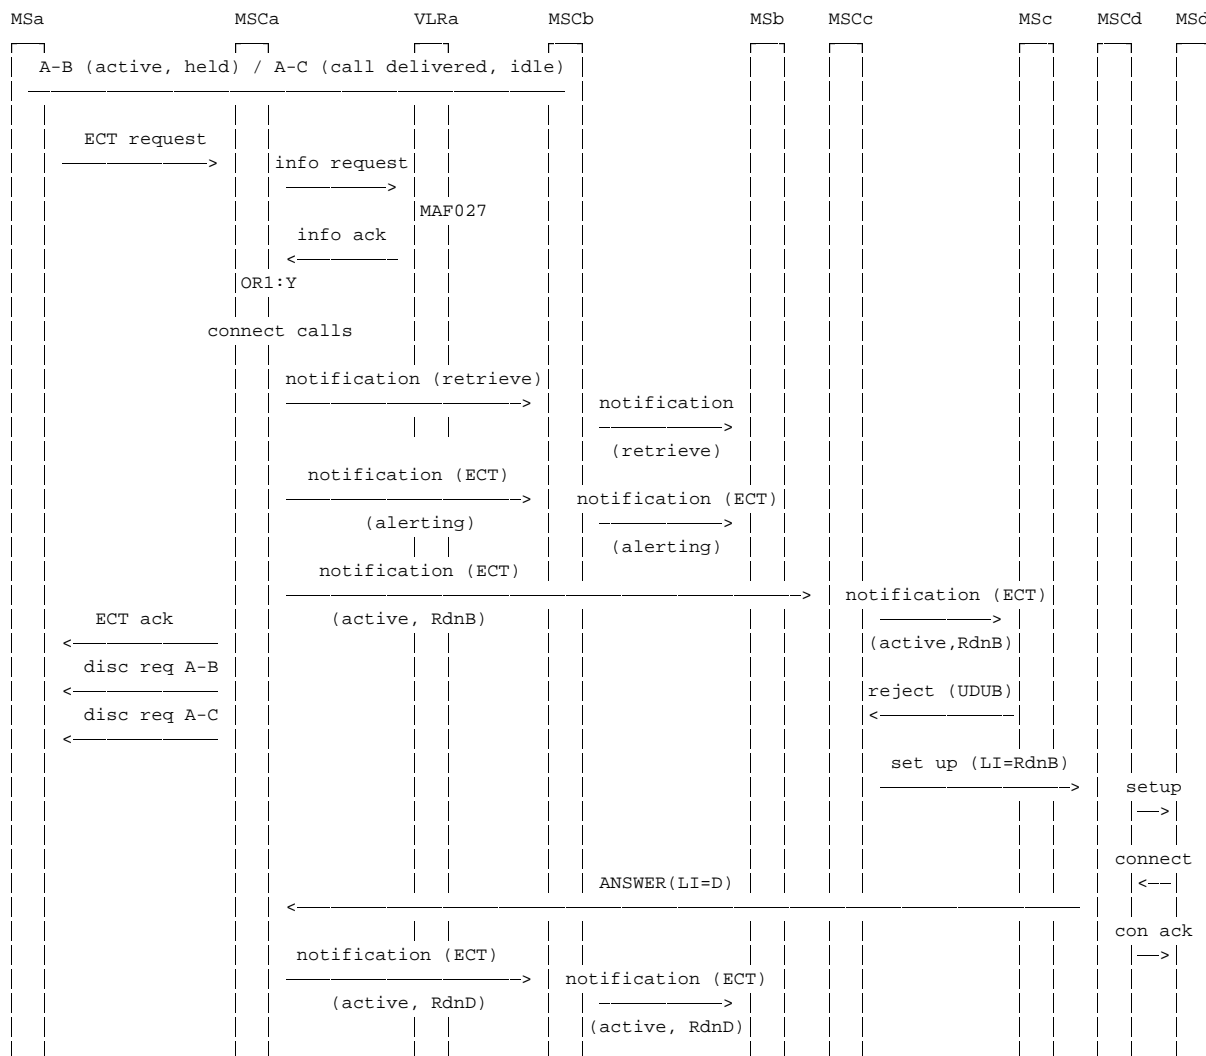 MSa MSCa VLRa MSCb MSb MSCc MSc MSCd MSd
A-B (active, held) / A-C (call delivered, idle)
ECT request
info request
MAF027
info ack
OR1:Y
connect calls
notification (retrieve)
notification
(retrieve)
notification (ECT)
notification (ECT)
(alerting)
(alerting)
notification (ECT)
notification (ECT)
ECT ack (active, RdnB)
(active,RdnB)
disc req A-B
reject (UDUB)
disc req A-C
set up (LI=RdnB)
setup
connect
ANSWER(LI=D)
con ack
notification (ECT)
notification (ECT)
(active, RdnD)
(active, RdnD)